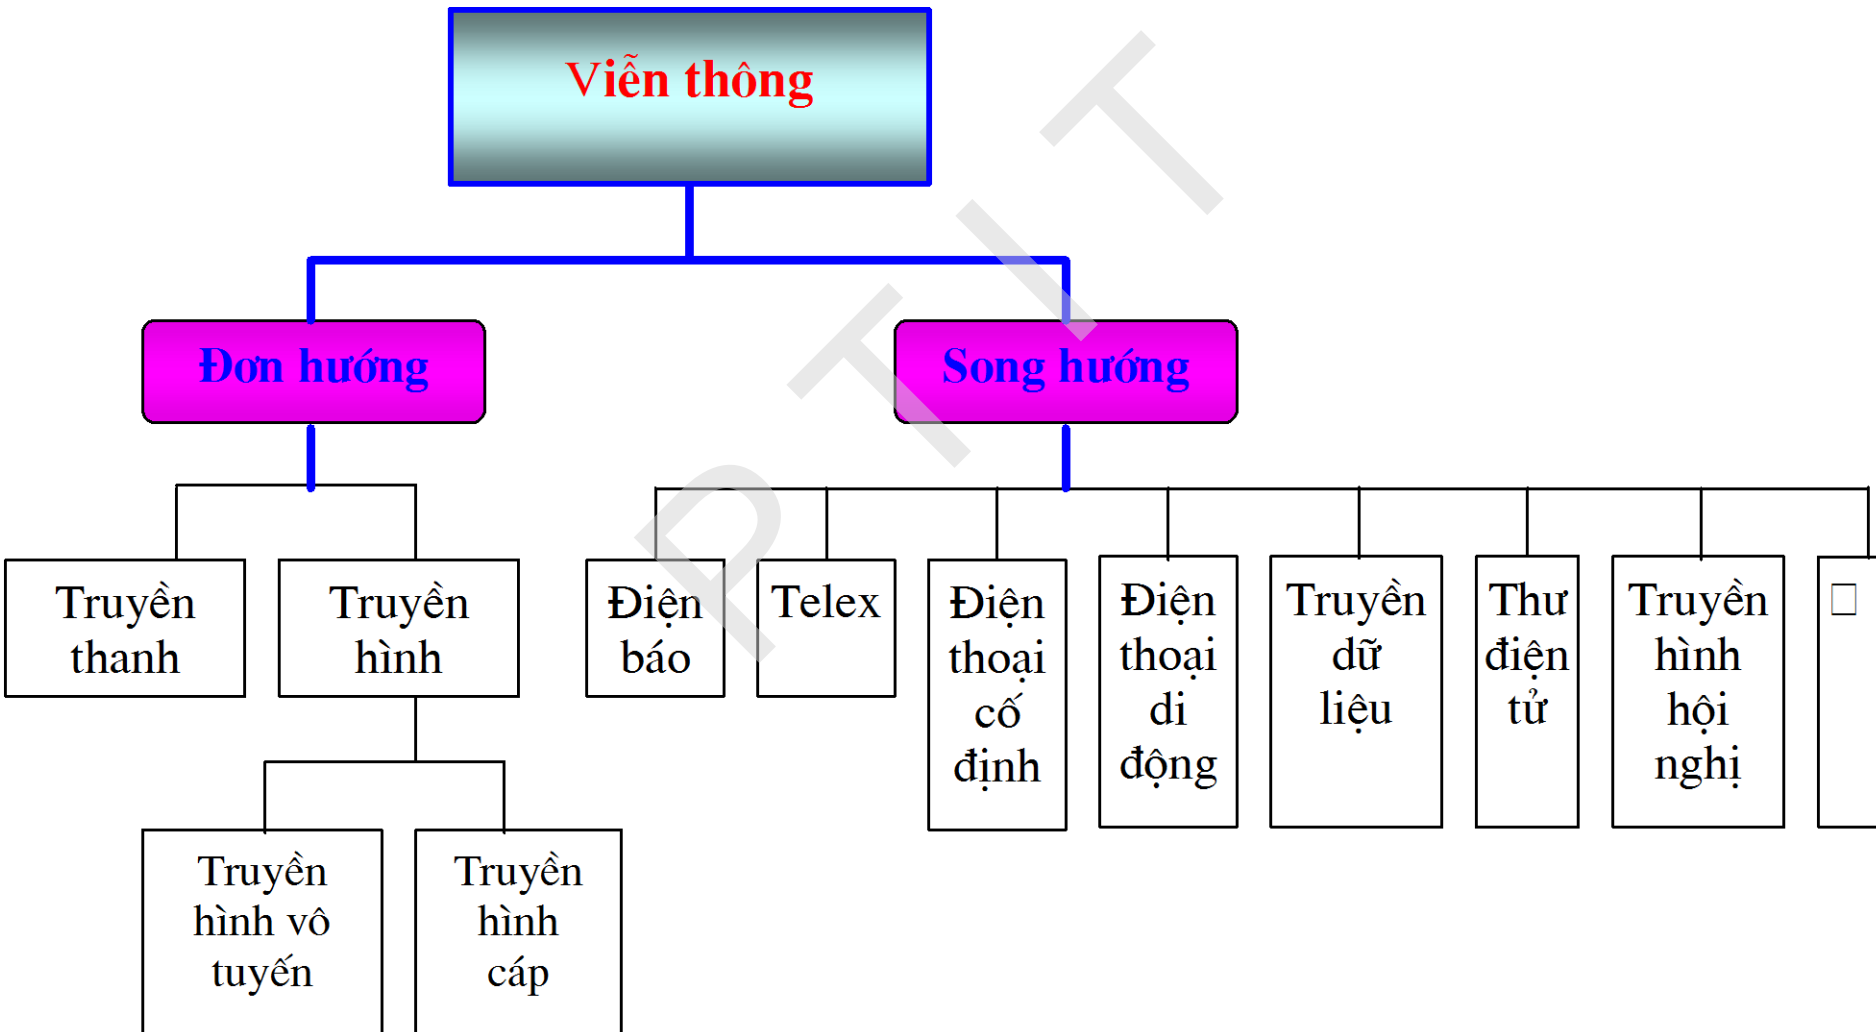 Viễn thông
Đơn hướng
Song hướng
Truyền
thanh
Truyền
hình
Điện
báo
Telex
Điện
thoại
cố
định
Điện
thoại
di
động
Truyền
dữ
liệu
Thư
điện
tử
Truyền
hình
hội
nghị
Truyền
hình vô
tuyến
Truyền
hình
cáp
PTIT